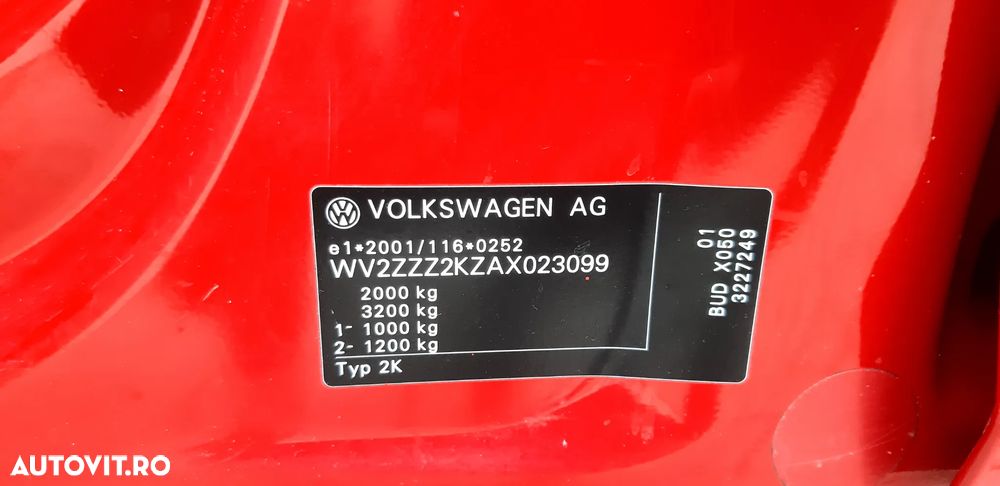 VOLKSWAGEN AG
e1*2001/116*0252
WV2ZZZ2KZAX023099
2000 kg
3200 kg
1- 1000 kg
2- 1200 kg
Typ 2K
01
BUD X050
3227249
AUTOVIT.RO